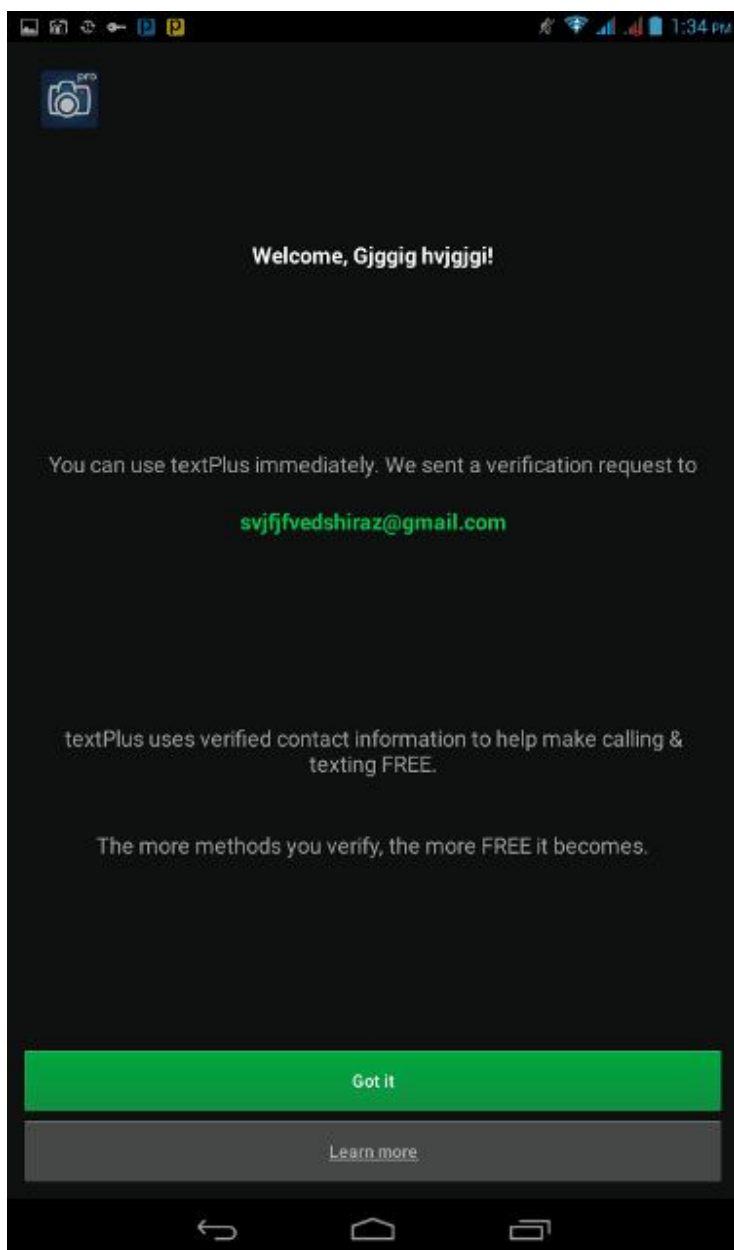 1:34 PM
pro
Welcome, Gjggig hvjgjgi!
You can use textPlus immediately. We sent a verification request to
svjfjfvedshiraz@gmail.com
textPlus uses verified contact information to help make calling &
texting FREE.
The more methods you verify, the more FREE it becomes.
Got it
Learn more